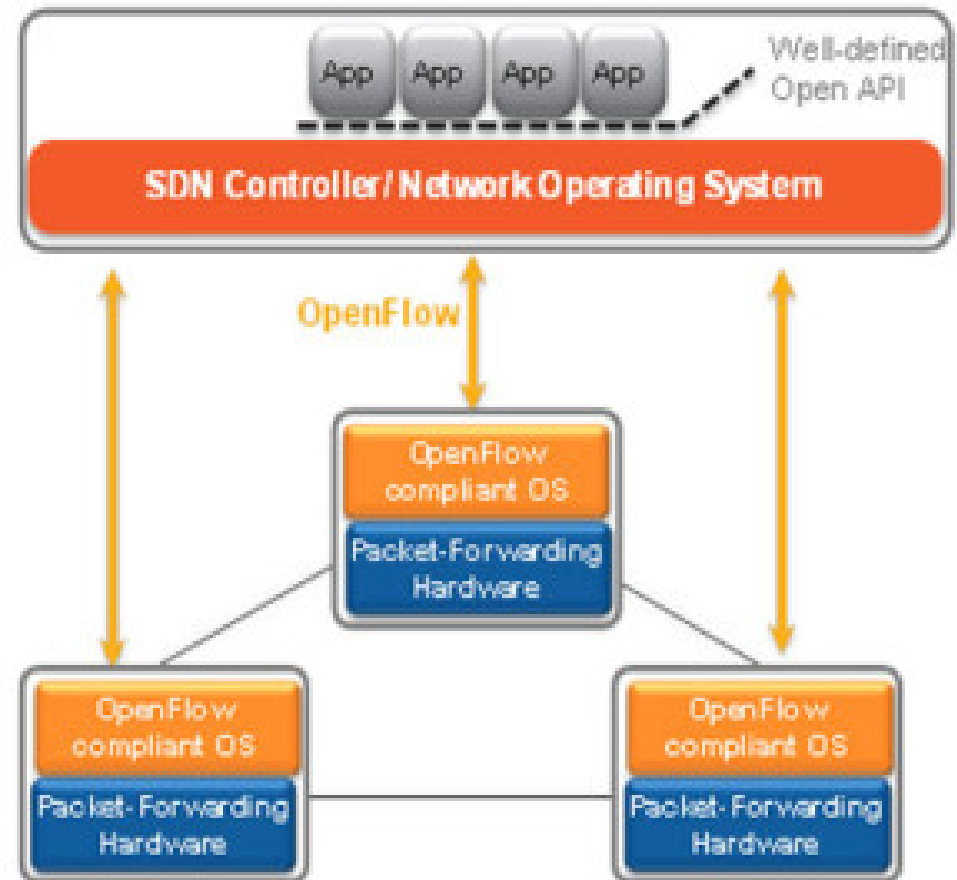 App App App App
Well-defined
Open API
SDN Controller/Network Operating System
OpenFlow
OpenFlow
compliant OS
Packet-Forwarding
Hardware
OpenFlow
compliant OS
Packet-Forwarding
Hardware
OpenFlow
compliant OS
Packet-Forwarding
Hardware